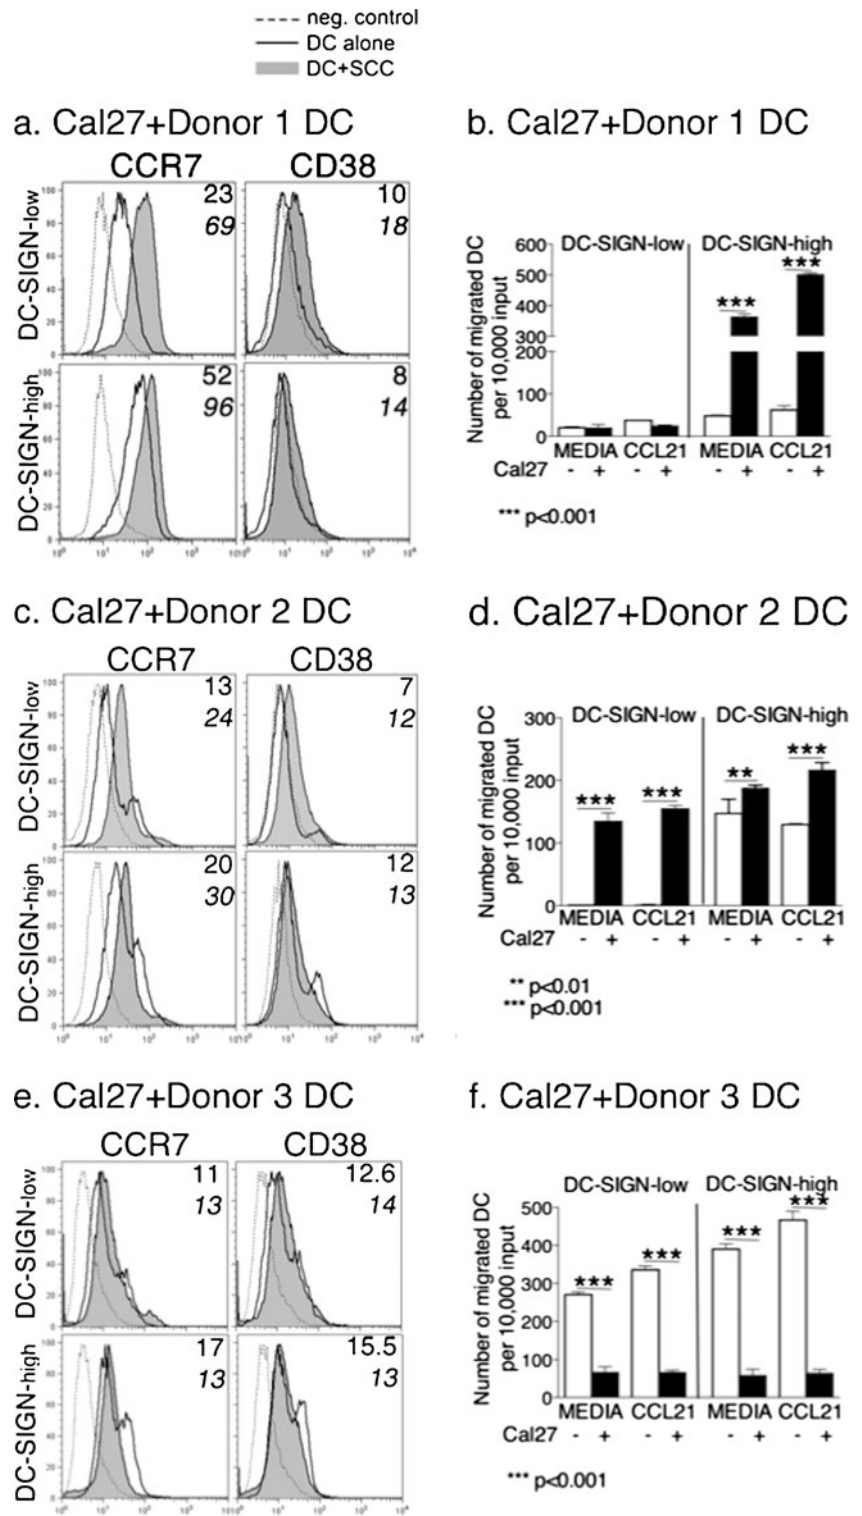 neg. control
DC alone
DC+SCC
a. Cal27+Donor 1 DC
CCR7 CD38
DC-SIGN-low
23
69
10
18
DC-SIGN-high
52
96
8
14
b. Cal27+Donor 1 DC
Number of migrated DC
per 10,000 input
DC-SIGN-low DC-SIGN-high
600
500
400
300
200
100
0
***
***
MEDIA CCL21 MEDIA CCL21
Cal27 - + - + - + - +
*** p<0.001
c. Cal27+Donor 2 DC
CCR7 CD38
DC-SIGN-low
13
24
7
12
DC-SIGN-high
20
30
12
13
d. Cal27+Donor 2 DC
Number of migrated DC
per 10,000 input
DC-SIGN-low DC-SIGN-high
300
200
100
0
***
***
**
***
MEDIA CCL21 MEDIA CCL21
Cal27 - + - + - + - +
** p<0.01
*** p<0.001
e. Cal27+Donor 3 DC
CCR7 CD38
DC-SIGN-low
11
13
12.6
14
DC-SIGN-high
17
13
15.5
13
f. Cal27+Donor 3 DC
Number of migrated DC
per 10,000 input
DC-SIGN-low DC-SIGN-high
500
400
300
200
100
0
***
***
***
***
MEDIA CCL21 MEDIA CCL21
Cal27 - + - + - + - +
*** p<0.001